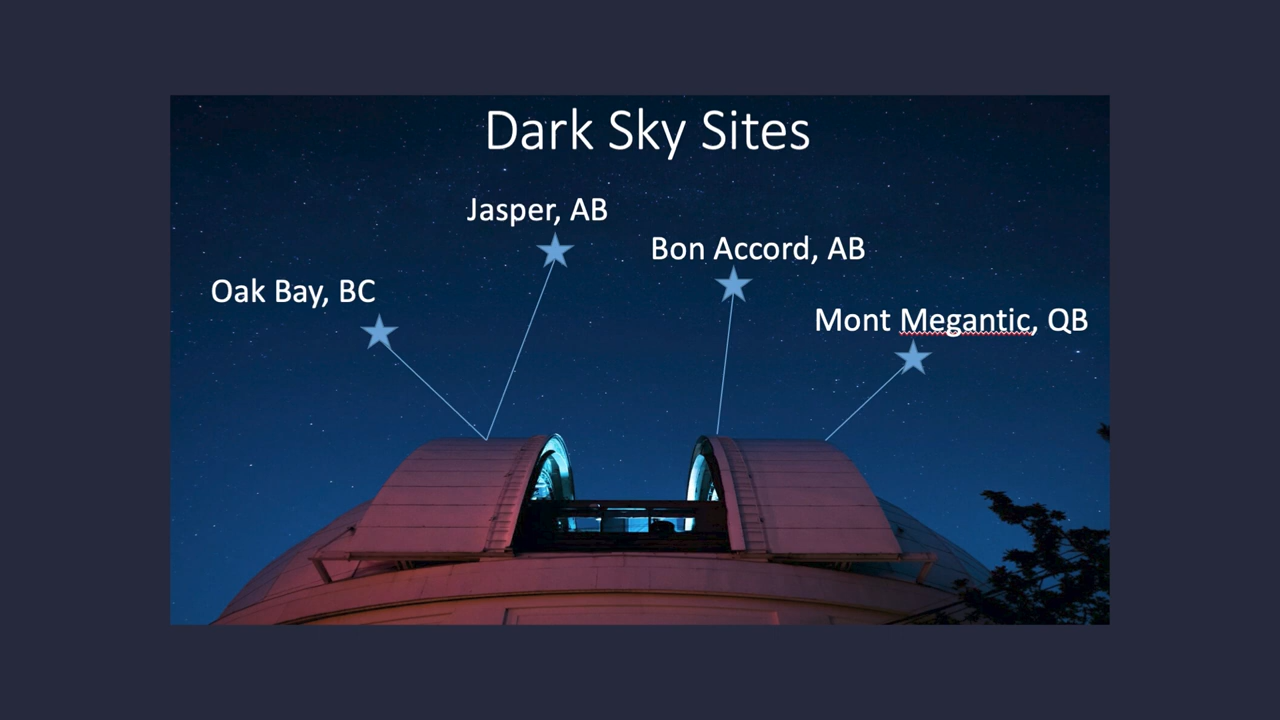 Dark Sky Sites
Jasper, AB
Bon Accord, AB
Oak Bay, BC
Mont Megantic, QB